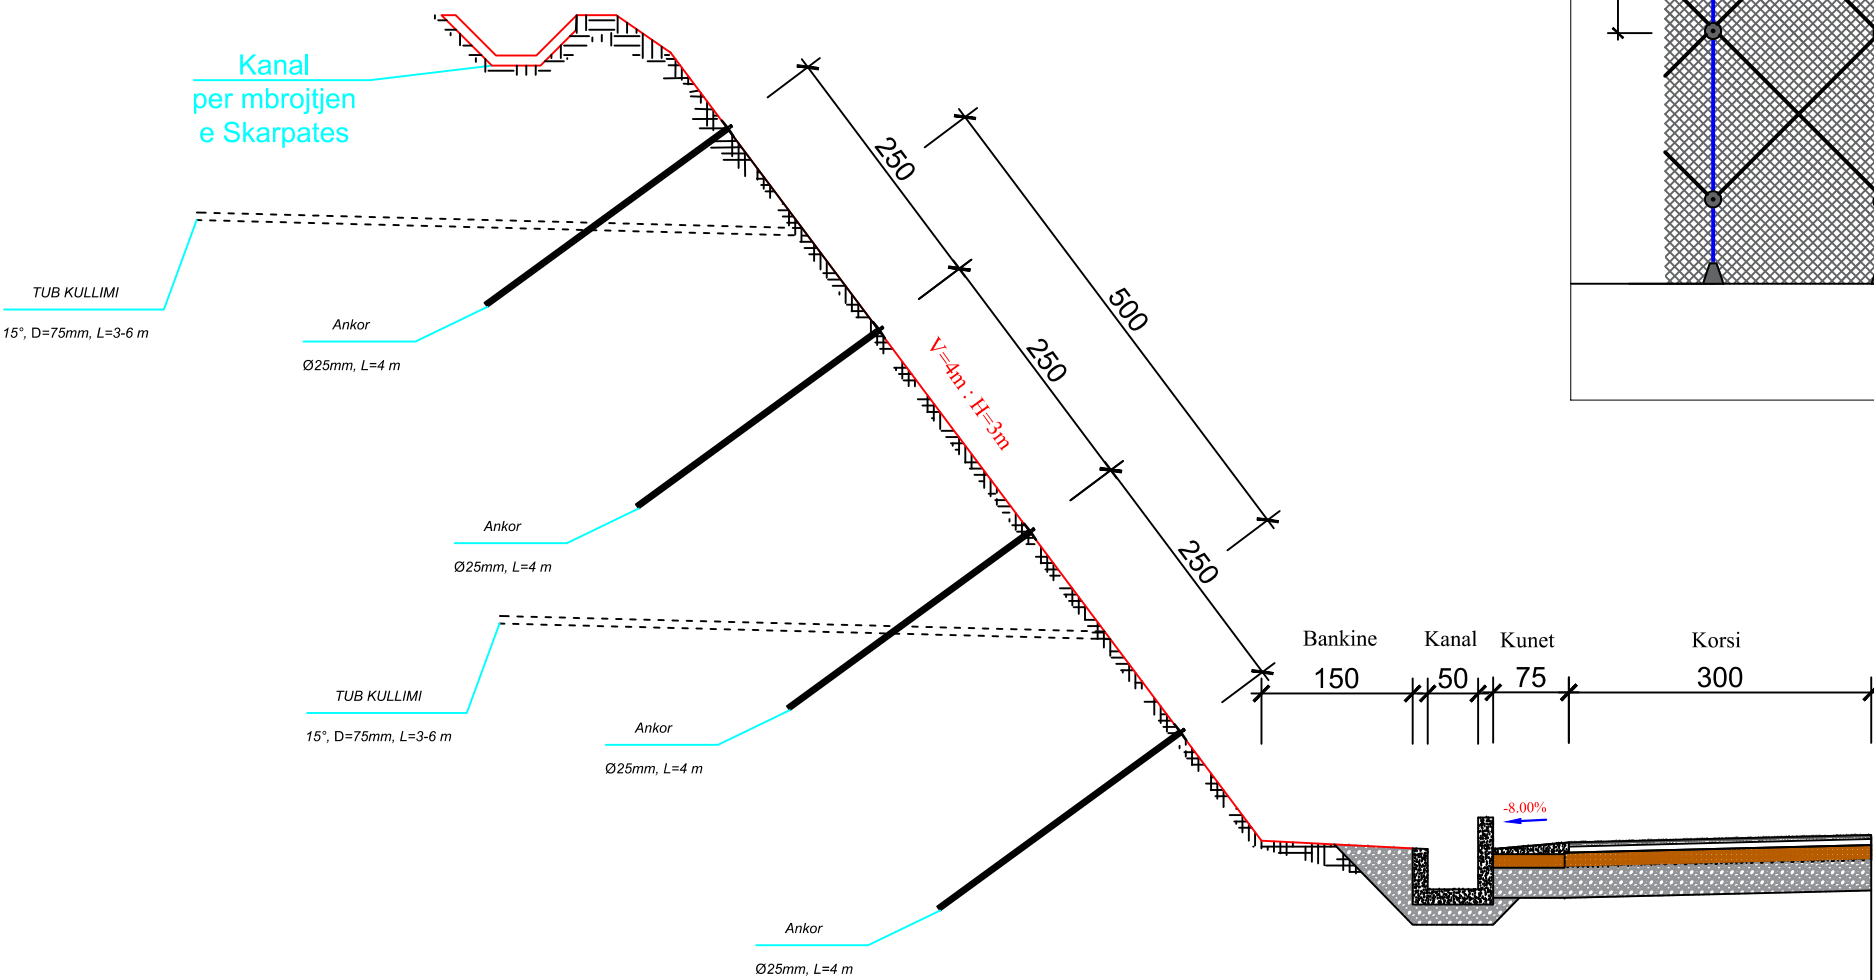 Kanal
per mbrojtjen
e Skarpates
250
500
250
V=4m : H=3m
250
TUB KULLIMI
15°, D=75mm, L=3-6 m
Ankor
Ø25mm, L=4 m
Ankor
Ø25mm, L=4 m
TUB KULLIMI
15°, D=75mm, L=3-6 m
Ankor
Ø25mm, L=4 m
Ankor
Ø25mm, L=4 m
Bankine Kanal Kunet Korsi
150 50 75 300
-8.00%